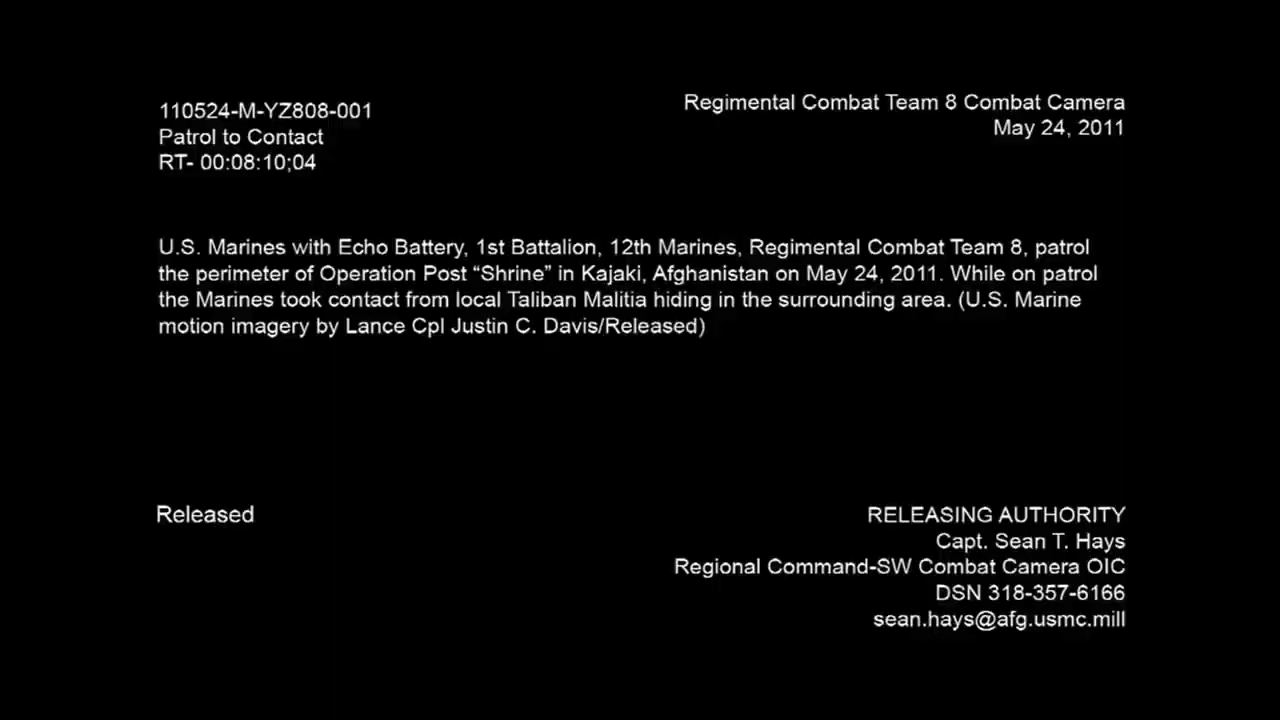 110524-M-YZ808-001
Patrol to Contact
RT- 00:08:10;04
Regimental Combat Team 8 Combat Camera
May 24, 2011
U.S. Marines with Echo Battery, 1st Battalion, 12th Marines, Regimental Combat Team 8, patrol
the perimeter of Operation Post “Shrine” in Kajaki, Afghanistan on May 24, 2011. While on patrol
the Marines took contact from local Taliban Malitia hiding in the surrounding area. (U.S. Marine
motion imagery by Lance Cpl Justin C. Davis/Released)
Released
RELEASING AUTHORITY
Capt. Sean T. Hays
Regional Command-SW Combat Camera OIC
DSN 318-357-6166
sean.hays@afg.usmc.mill